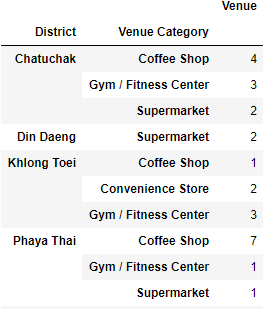 Venue
District Venue Category
Chatuchak Coffee Shop 4
Gym / Fitness Center 3
Supermarket 2
Din Daeng Supermarket 2
Khlong Toei Coffee Shop 1
Convenience Store 2
Gym / Fitness Center 3
Phaya Thai Coffee Shop 7
Gym / Fitness Center 1
Supermarket 1